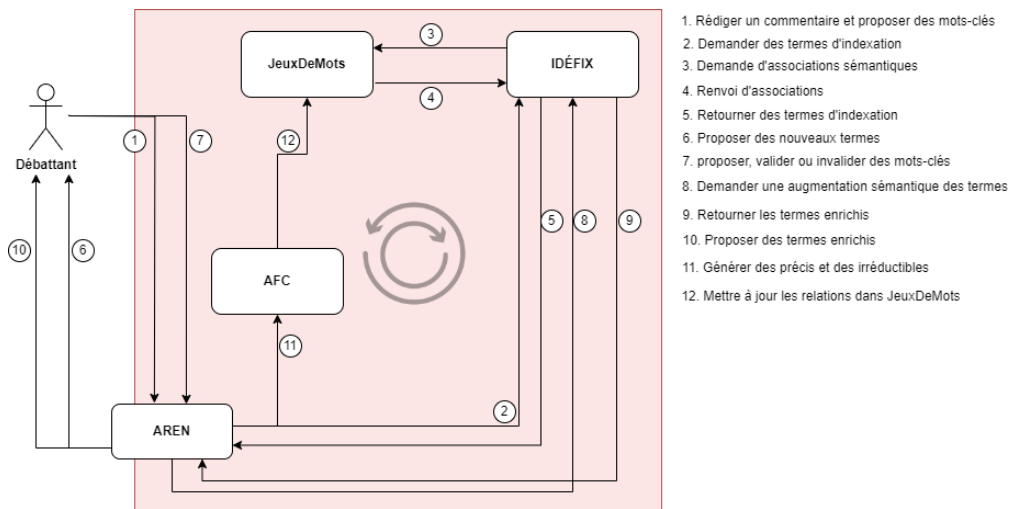 JeuxDeMots
3
IDÉFIX
4
1
7
12
Débattant
10
6
5
8
9
AFC
11
2
AREN
1. Rédiger un commentaire et proposer des mots-clés
2. Demander des termes d'indexation
3. Demande d'associations sémantiques
4. Renvoi d'associations
5. Retourner des termes d'indexation
6. Proposer des nouveaux termes
7. proposer, valider ou invalider des mots-clés
8. Demander une augmentation sémantique des termes
9. Retourner les termes enrichis
10. Proposer des termes enrichis
11. Générer des précis et des irréductibles
12. Mettre à jour les relations dans JeuxDeMots